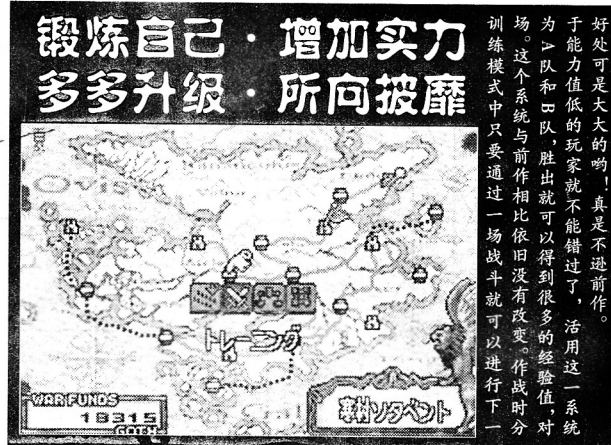 锻炼自己·增加实力
多多升级·所向披靡
好处可是大大的哟！真是不逊前作。
于能力值低的玩家就不能错过了，活用这一系统
为A队和B队，胜出就可以得到很多的经验值，对
场。这个系统与前作相比依旧没有改变。作战时分
训练模式中只要通过一场战斗就可以进行下一
トレーニング
WAR FUNDS
18315
GOTH
ソタベント